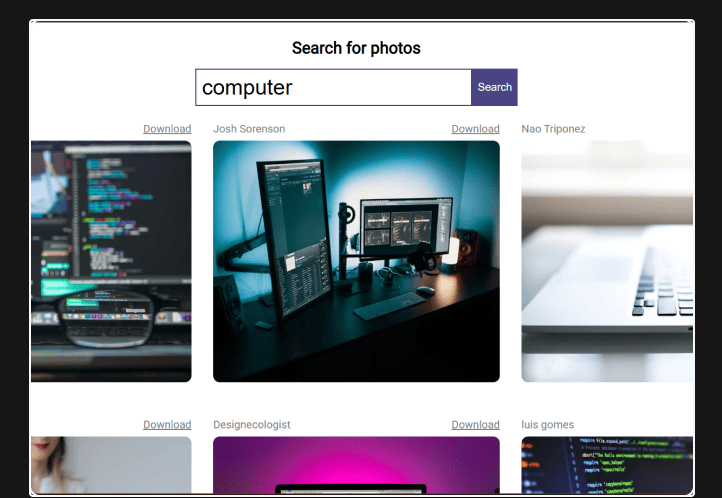 Search for photos
computer
Search
Download
Josh Sorenson
Download
Nao Triponez
Download
Designecologist
Download
luis gomes